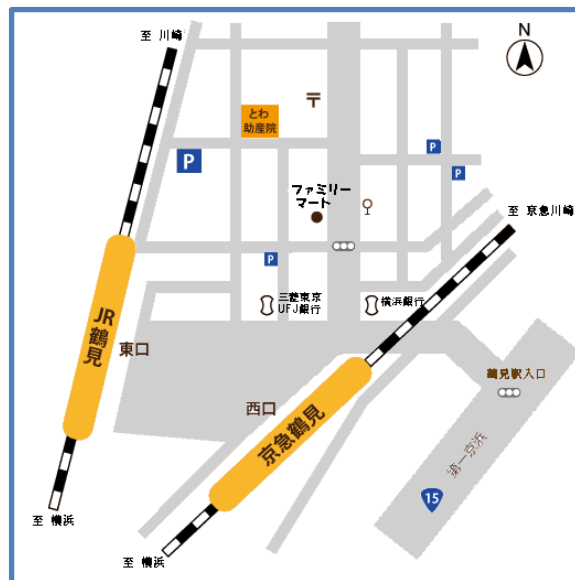 至 川崎
N
〒
とわ
助産院
P
P
P
ファミリー
マート
至 京急川崎
P
三菱東京
UFJ銀行
横浜銀行
JR鶴見
東口
鶴見駅入口
西口
京急鶴見
第一京浜
15
至 横浜
至 横浜